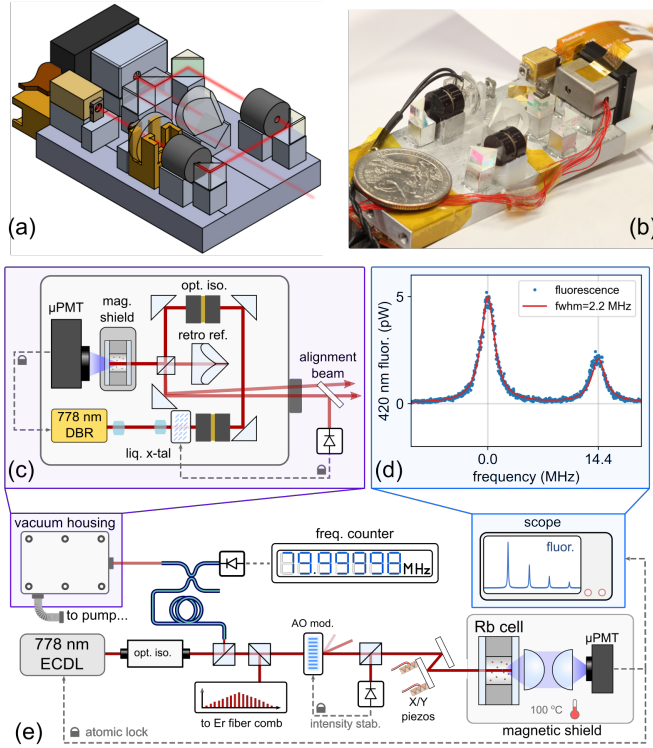 (a)
(b)
opt. iso.
μPMT
mag.
shield
retro ref.
alignment
beam
778 nm
DBR
liq. x-tal
(c)
420 nm fluor. (pW)
5
0
fluorescence
fwhm=2.2 MHz
0.0
14.4
frequency (MHz)
(d)
vacuum housing
to pump...
freq. counter
MHz
scope
fluor.
778 nm
ECDL
opt. iso.
AO mod.
to Er fiber comb
intensity stab.
X/Y
piezos
Rb cell
μPMT
100 °C
magnetic shield
atomic lock
(e)